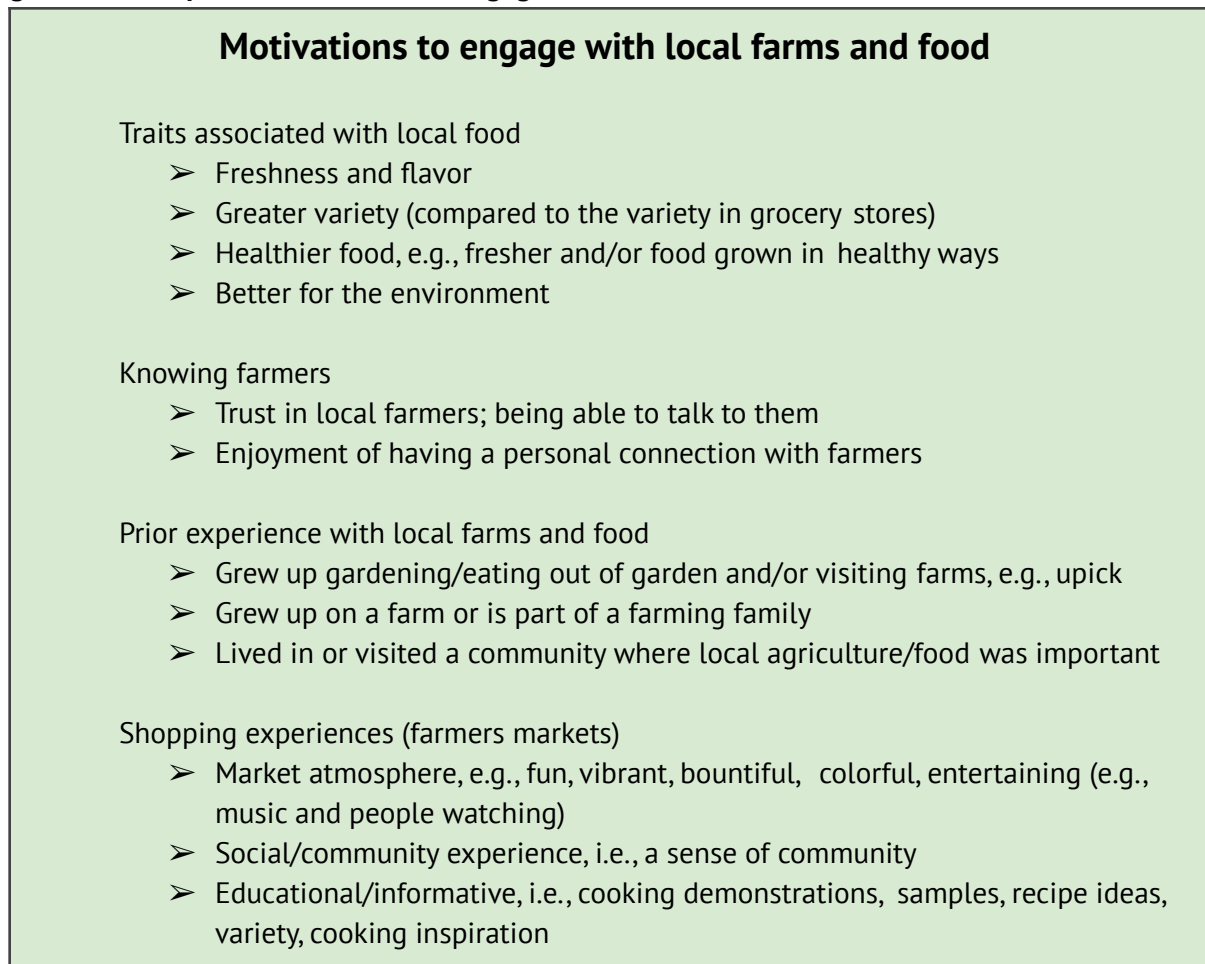 Motivations to engage with local farms and food
Traits associated with local food
➢ Freshness and flavor
➢ Greater variety (compared to the variety in grocery stores)
➢ Healthier food, e.g., fresher and/or food grown in healthy ways
➢ Better for the environment
Knowing farmers
➢ Trust in local farmers; being able to talk to them
➢ Enjoyment of having a personal connection with farmers
Prior experience with local farms and food
➢ Grew up gardening/eating out of garden and/or visiting farms, e.g., upick
➢ Grew up on a farm or is part of a farming family
➢ Lived in or visited a community where local agriculture/food was important
Shopping experiences (farmers markets)
➢ Market atmosphere, e.g., fun, vibrant, bountiful, colorful, entertaining (e.g.,
music and people watching)
➢ Social/community experience, i.e., a sense of community
➢ Educational/informative, i.e., cooking demonstrations, samples, recipe ideas,
variety, cooking inspiration